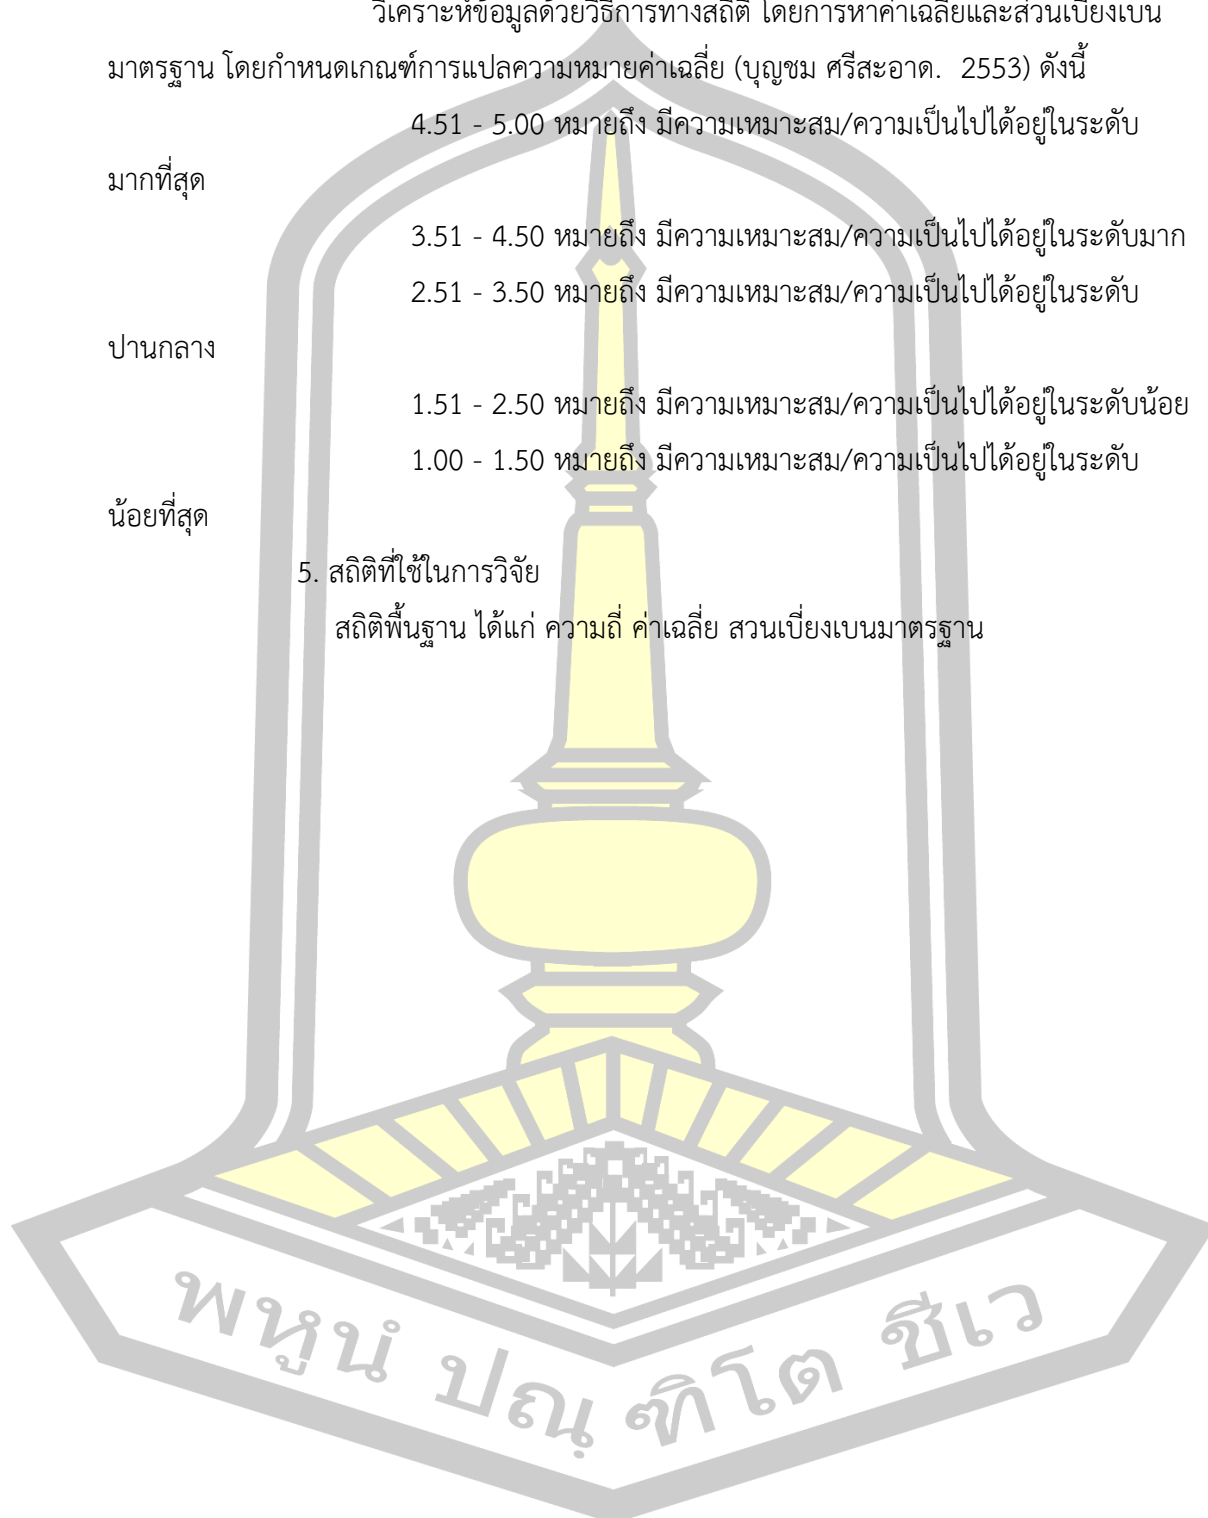 วิเคราะห์ข้อมูลด้วยวิธีการทางสถิติ โดยการหาค่าเฉลี่ยและส่วนเบี่ยงเบน
มาตรฐาน โดยกำหนดเกณฑ์การแปลความหมายค่าเฉลี่ย (บุญชม ศรีสะอาด. 2553) ดังนี้
4.51 - 5.00 หมายถึง มีความเหมาะสม/ความเป็นไปได้อยู่ในระดับ
มากที่สุด
3.51 - 4.50 หมายถึง มีความเหมาะสม/ความเป็นไปได้อยู่ในระดับมาก
2.51 - 3.50 หมายถึง มีความเหมาะสม/ความเป็นไปได้อยู่ในระดับ
ปานกลาง
1.51 - 2.50 หมายถึง มีความเหมาะสม/ความเป็นไปได้อยู่ในระดับน้อย
1.00 - 1.50 หมายถึง มีความเหมาะสม/ความเป็นไปได้อยู่ในระดับ
น้อยที่สุด
5. สถิติที่ใช้ในการวิจัย
สถิติพื้นฐาน ได้แก่ ความถี่ ค่าเฉลี่ย สวนเบี่ยงเบนมาตรฐาน
พหูนํ ปณฺ ฑิโต ชีเว